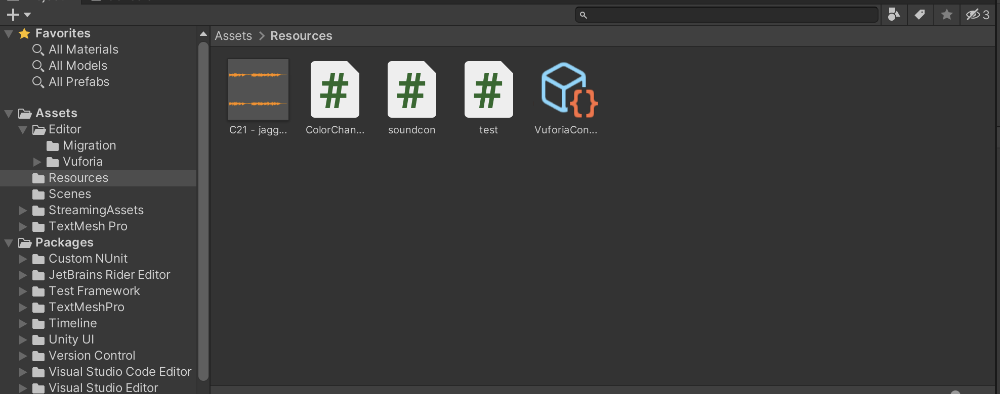 3
Favorites
All Materials
All Models
All Prefabs
Assets
Editor
Migration
Vuforia
Resources
Scenes
StreamingAssets
TextMesh Pro
Packages
Custom NUnit
JetBrains Rider Editor
Test Framework
TextMeshPro
Timeline
Unity UI
Version Control
Visual Studio Code Editor
Visual Studio Editor
Assets > Resources
C21 - jagg...
ColorChan...
soundcon
test
VuforiaCon...